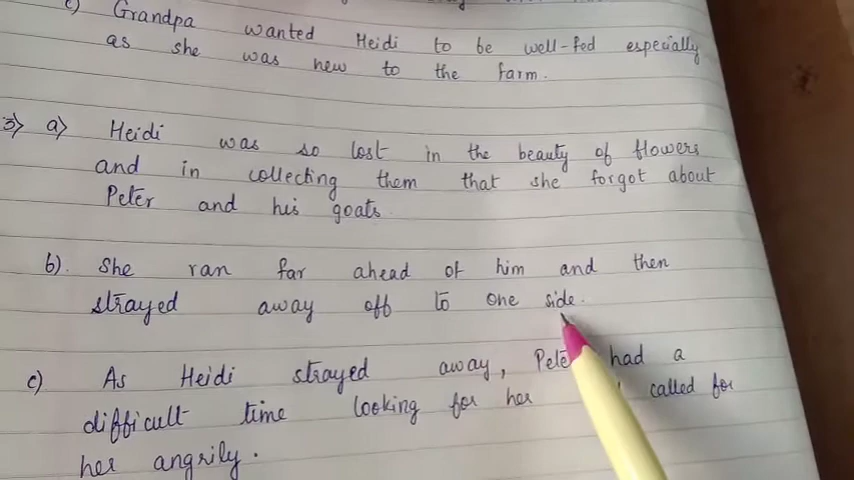 c) Grandpa wanted Heidi to be well-fed especially
as she was new to the farm.
3) a) Heidi was so lost in the beauty of flowers
and in collecting them that she forgot about
Peter and his goats.
b). She ran far ahead of him and then
strayed away off to one side.
c) As Heidi strayed away, Peter had a
difficult time looking for her called for
her angrily.